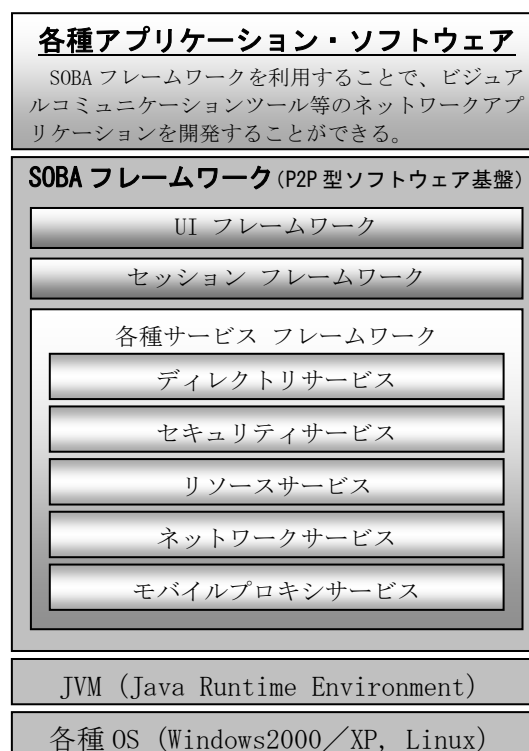 各種アプリケーション・ソフトウェア
SOBA フレームワークを利用することで、ビジュア
ルコミュニケーションツール等のネットワークアプ
リケーションを開発することができる。
SOBA フレームワーク(P2P 型ソフトウェア基盤)
UI フレームワーク
セッション フレームワーク
各種サービス フレームワーク
ディレクトリサービス
セキュリティサービス
リソースサービス
ネットワークサービス
モバイルプロキシサービス
JVM (Java Runtime Environment)
各種 OS (Windows2000／XP, Linux)